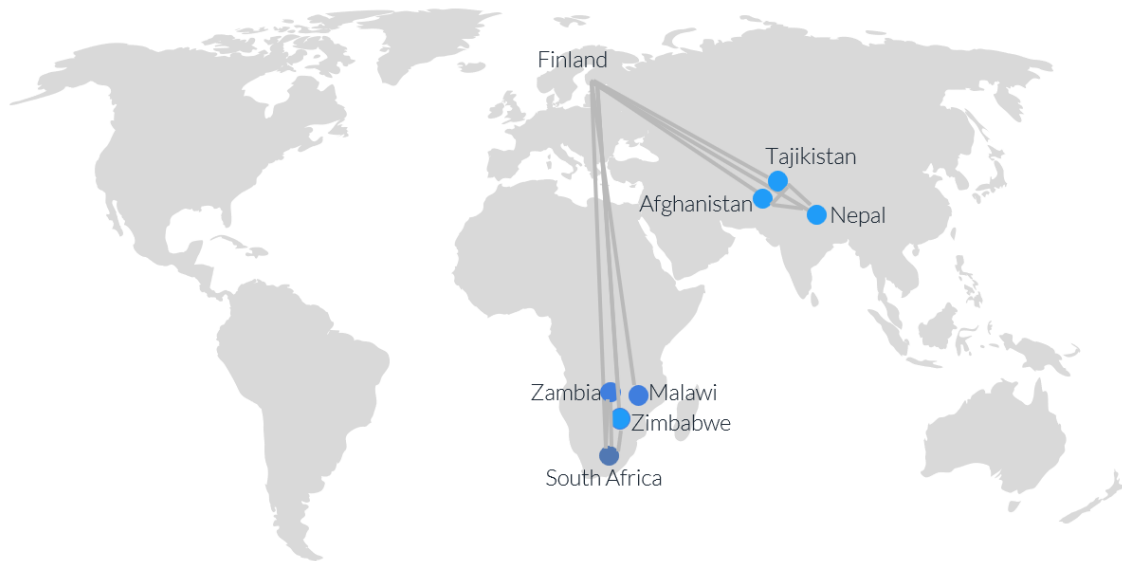 Finland
Tajikistan
Afghanistan
Nepal
Zambia
Malawi
Zimbabwe
South Africa